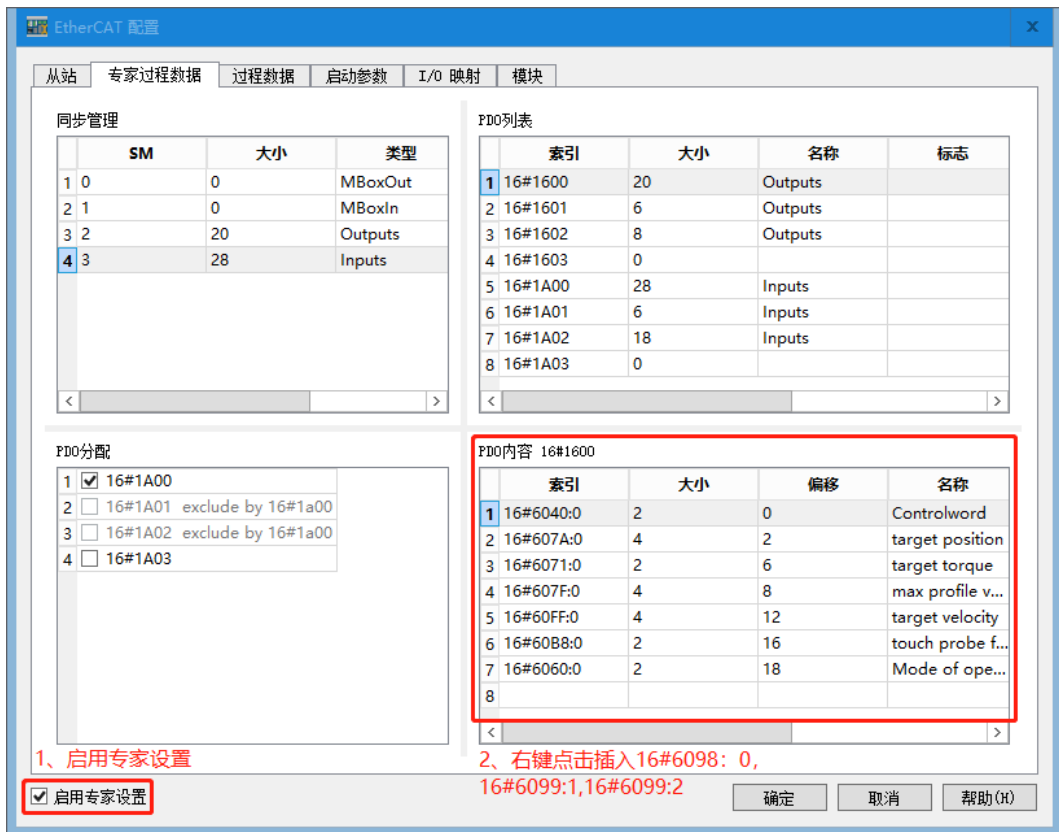 EtherCAT 配置
x
从站 专家过程数据 过程数据 启动参数 I/O 映射 模块
同步管理
SM 大小 类型
1 0 0 MBoxOut
2 1 0 MBoxIn
3 2 20 Outputs
4 3 28 Inputs
PDO列表
索引 大小 名称 标志
1 16#1600 20 Outputs
2 16#1601 6 Outputs
3 16#1602 8 Outputs
4 16#1603 0
5 16#1A00 28 Inputs
6 16#1A01 6 Inputs
7 16#1A02 18 Inputs
8 16#1A03 0
PDO分配
1 16#1A00
2 16#1A01 exclude by 16#1a00
3 16#1A02 exclude by 16#1a00
4 16#1A03
PDO内容 16#1600
索引 大小 偏移 名称
1 16#6040:0 2 0 Controlword
2 16#607A:0 4 2 target position
3 16#6071:0 2 6 target torque
4 16#607F:0 4 8 max profile v...
5 16#60FF:0 4 12 target velocity
6 16#60B8:0 2 16 touch probe f...
7 16#6060:0 2 18 Mode of ope...
8
1、启用专家设置
2、右键点击插入16#6098：0,
16#6099:1,16#6099:2
启用专家设置
确定 取消 帮助(H)